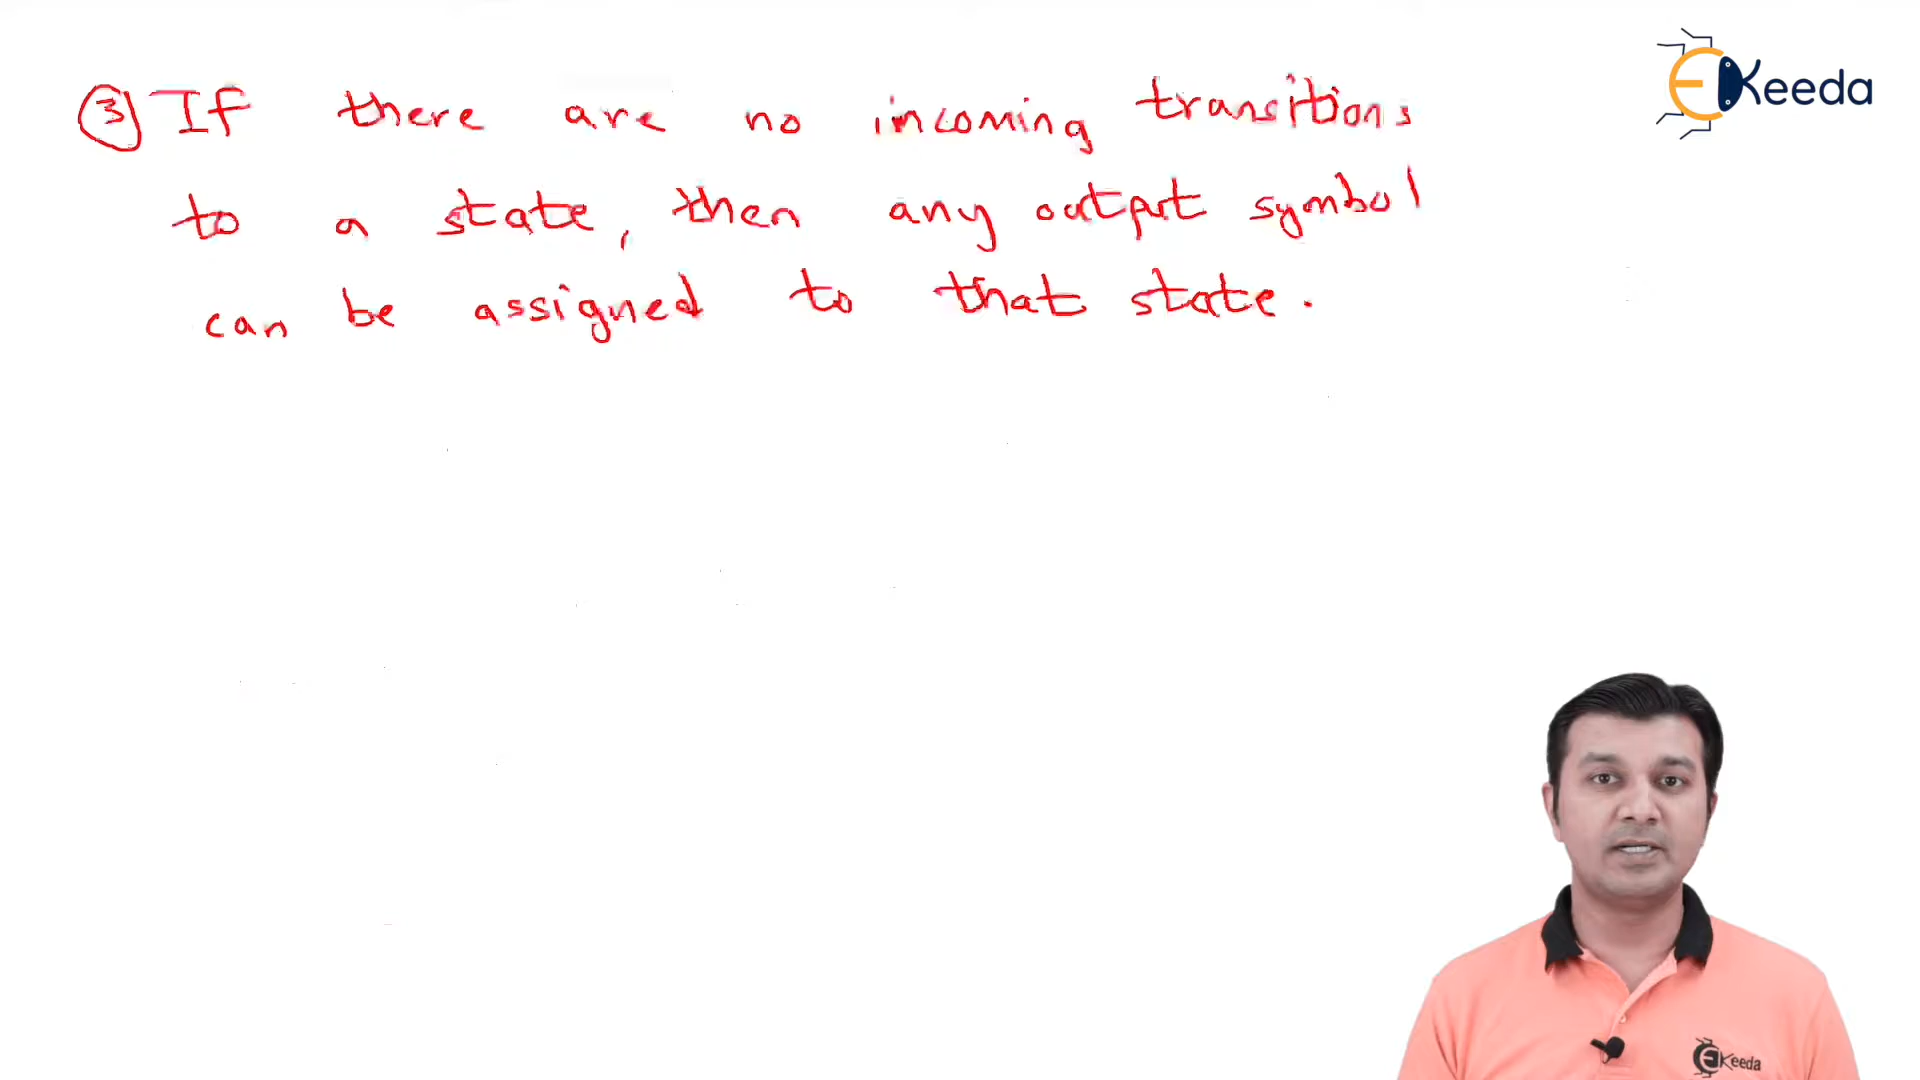 ③ If there are no incoming transitions
to a state, then any output symbol
can be assigned to that state.
EKeeda
EKeeda